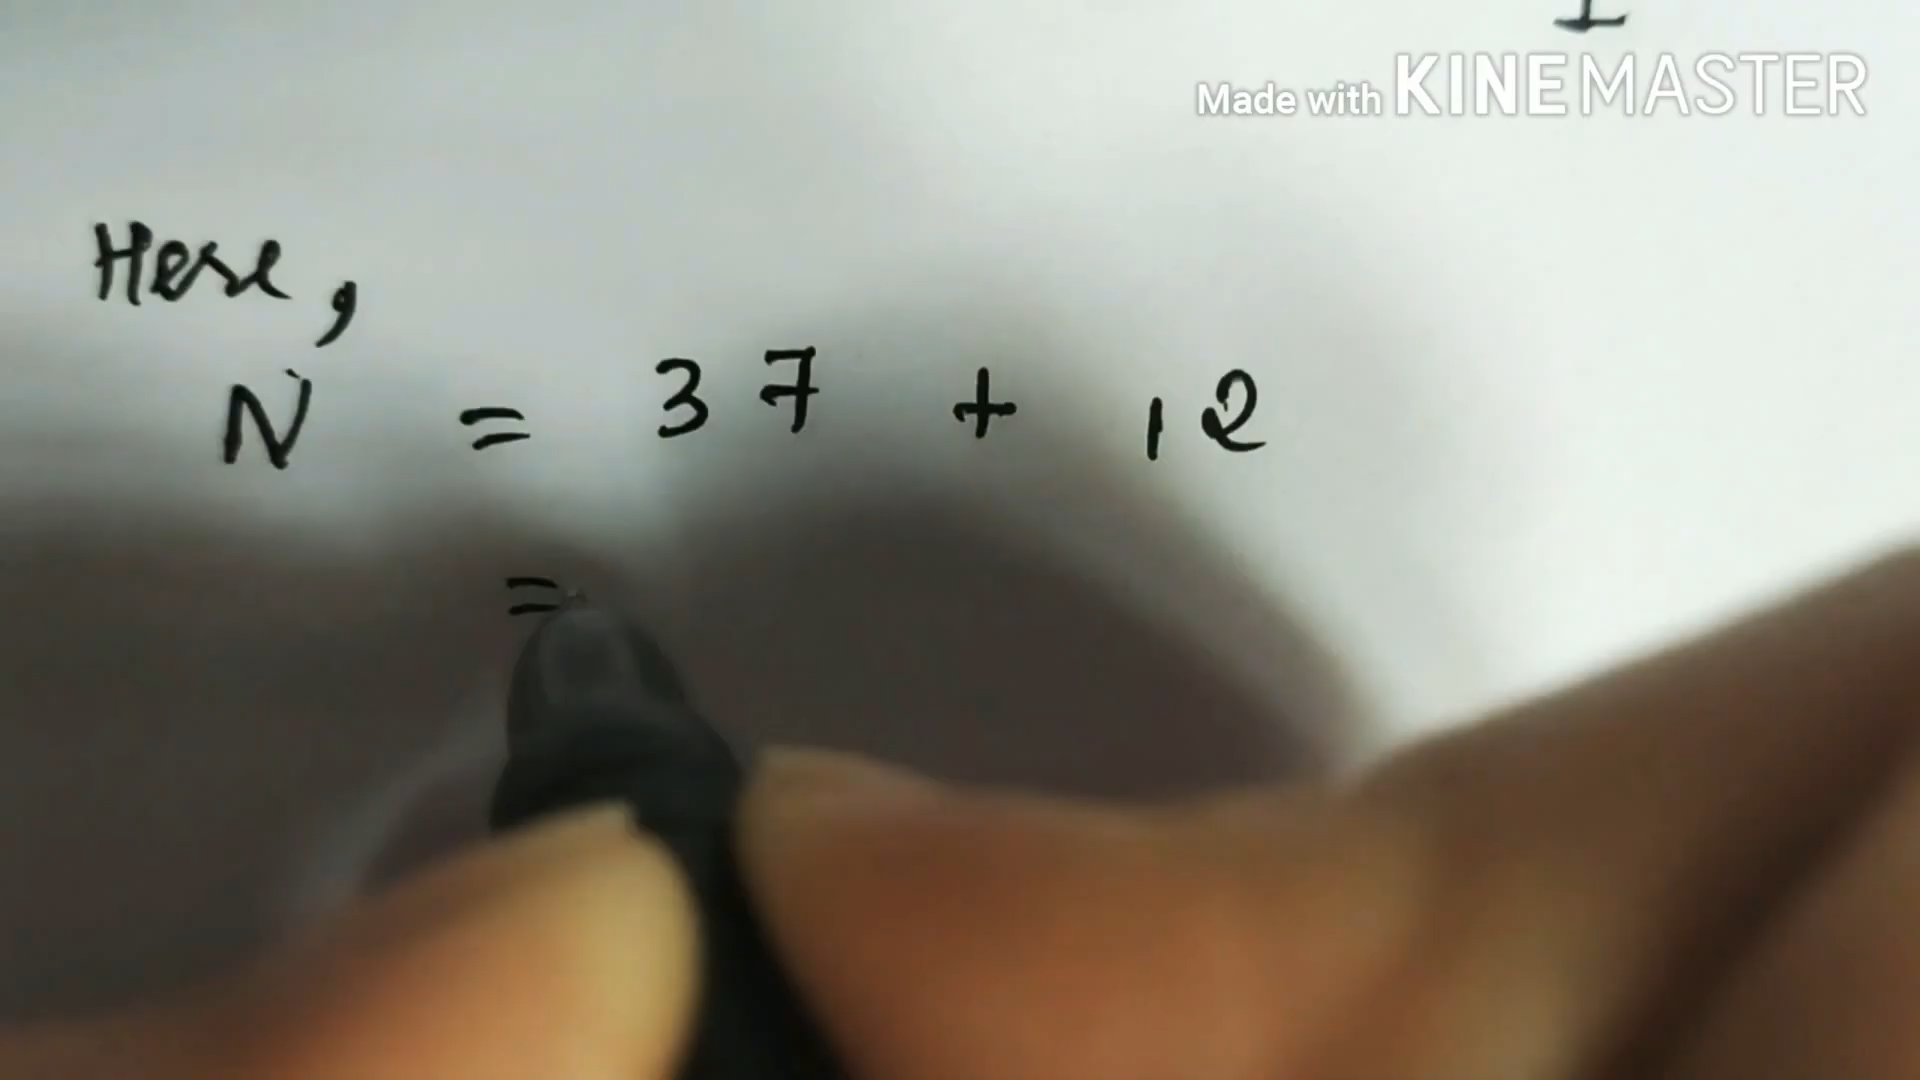 Made with KINEMASTER
Here,
N = 37 + 12
=